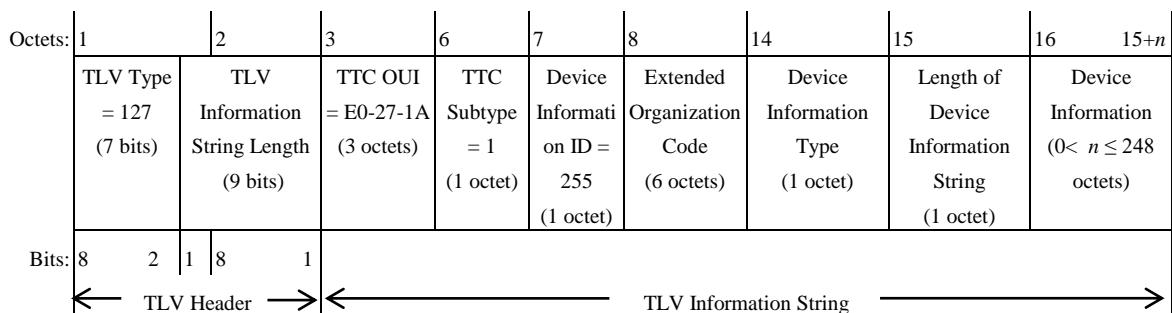 Octets: 1 2 3 6 7 8 14 15 16 15+n
TLV Type TLV TTC OUI TTC Device Extended Device Length of Device
= 127 Information = E0-27-1A Subtype Informati Organization Information Device Information
(7 bits) String Length (3 octets) = 1 on ID = Code Type Information (0< n ≤ 248
(9 bits) (1 octet) 255 (6 octets) (1 octet) String octets)
(1 octet) (1 octet)
Bits: 8 2 1 8 1
TLV Header TLV Information String